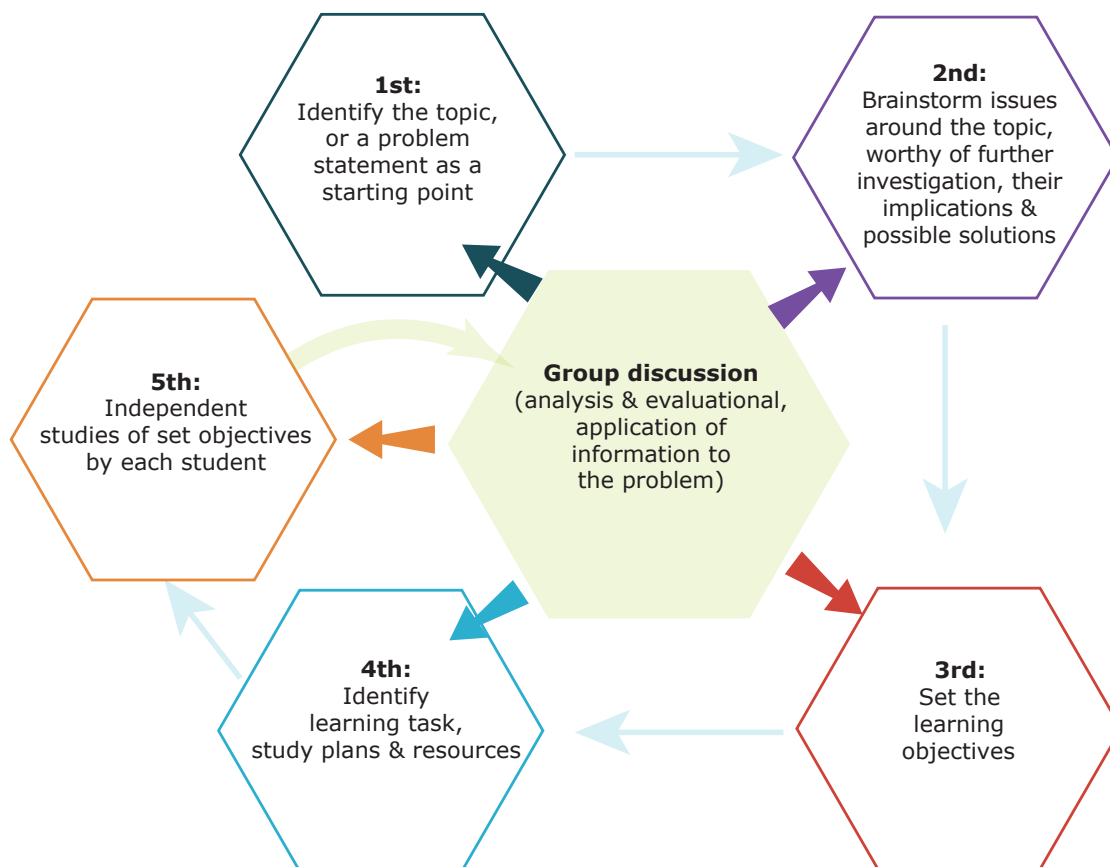 1st:
Identify the topic,
or a problem
statement as a
starting point
2nd:
Brainstorm issues
around the topic,
worthy of further
investigation, their
implications &
possible solutions
Group discussion
(analysis & evaluational,
application of
information to
the problem)
5th:
Independent
studies of set objectives
by each student
4th:
Identify
learning task,
study plans & resources
3rd:
Set the
learning
objectives